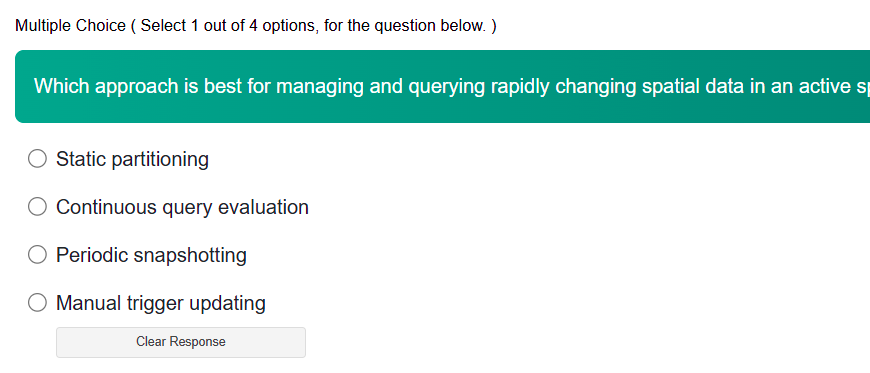 Multiple Choice ( Select 1 out of 4 options, for the question below. )
Which approach is best for managing and querying rapidly changing spatial data in an active
Static partitioning
Continuous query evaluation
Periodic snapshotting
Manual trigger updating
Clear Response